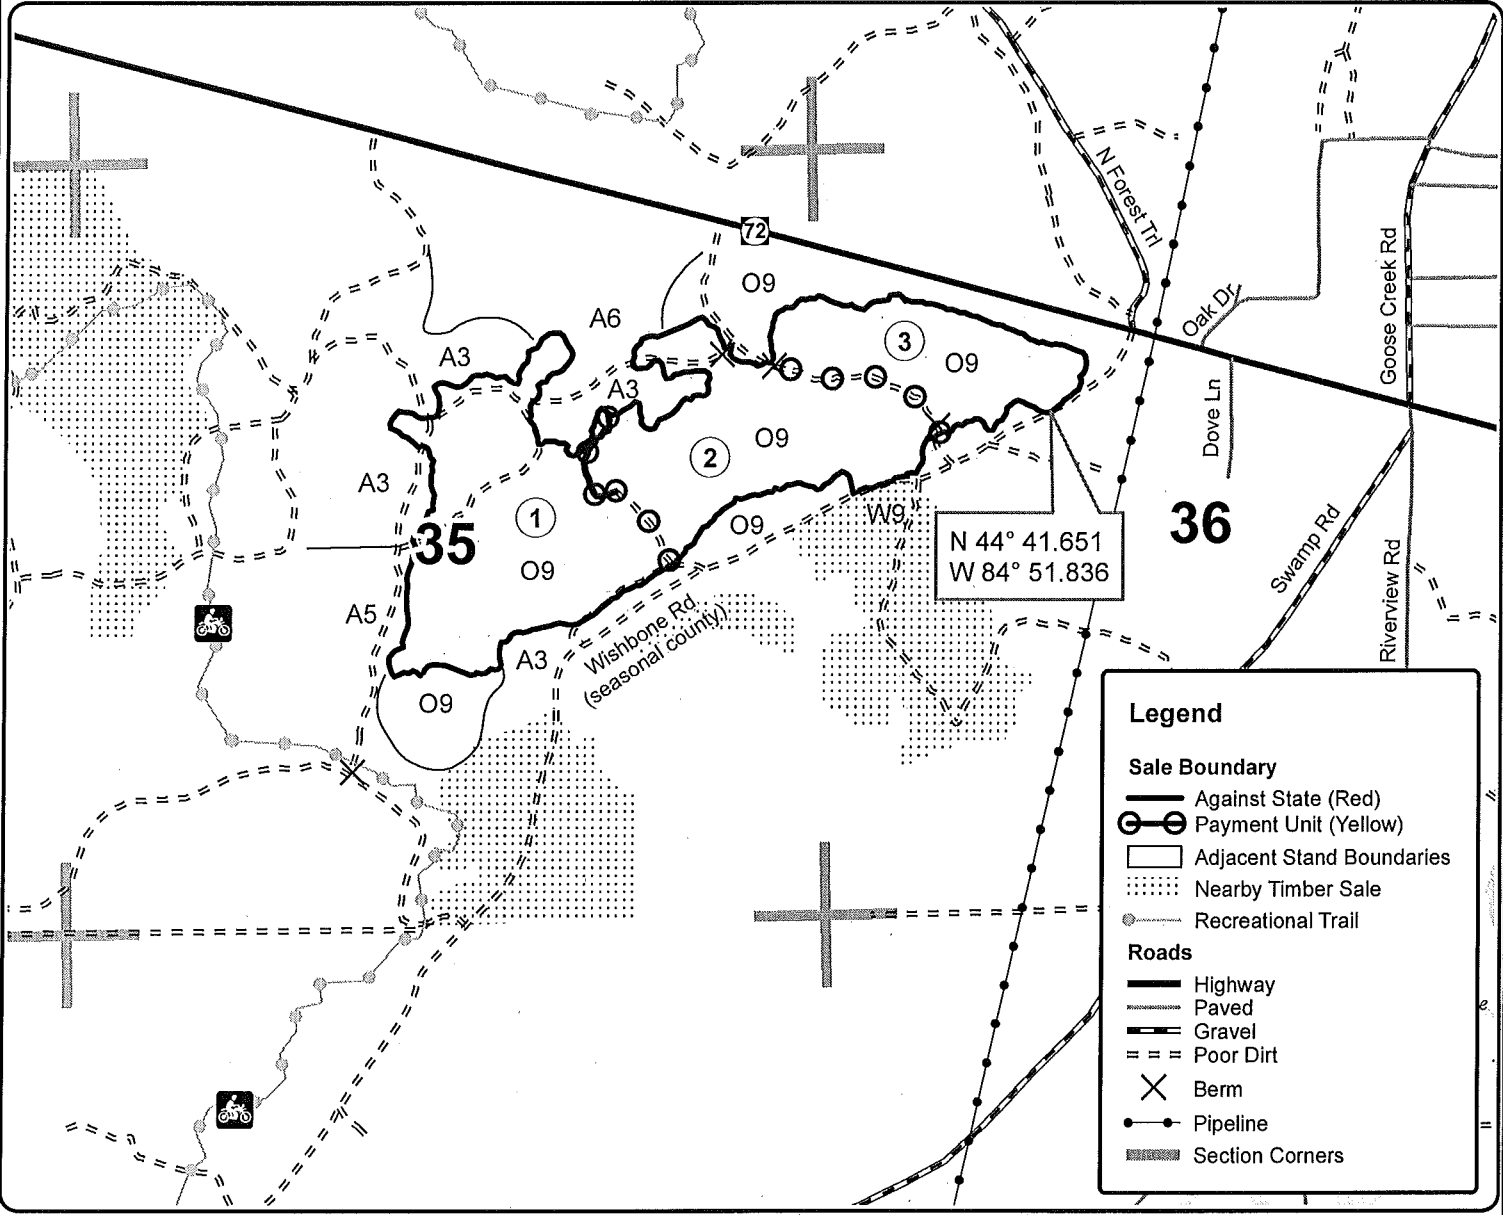 N Forest Trl
72
O9
Oak Dr
Goose Creek Rd
A6
3
A3
O9
A3
Dove Ln
O9
2
A3
W9
1
O9
35
36
N 44° 41.651
W 84° 51.836
Swamp Rd
O9
Riverview Rd
A5
Wishbone Rd
(seasonal county)
A3
O9
Legend
Sale Boundary
Against State (Red)
Payment Unit (Yellow)
Adjacent Stand Boundaries
Nearby Timber Sale
Recreational Trail
Roads
Highway
Paved
Gravel
Poor Dirt
Berm
Pipeline
Section Corners